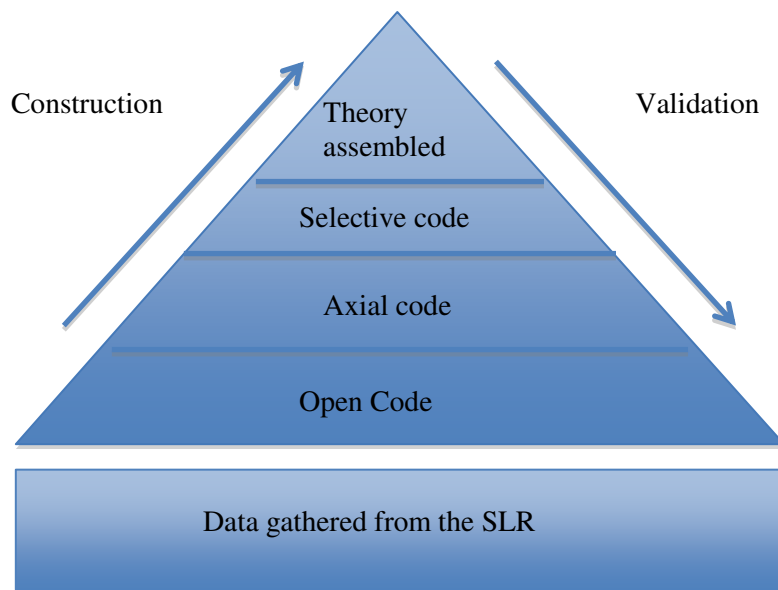 Construction
Validation
Theory
assembled
Selective code
Axial code
Open Code
Data gathered from the SLR